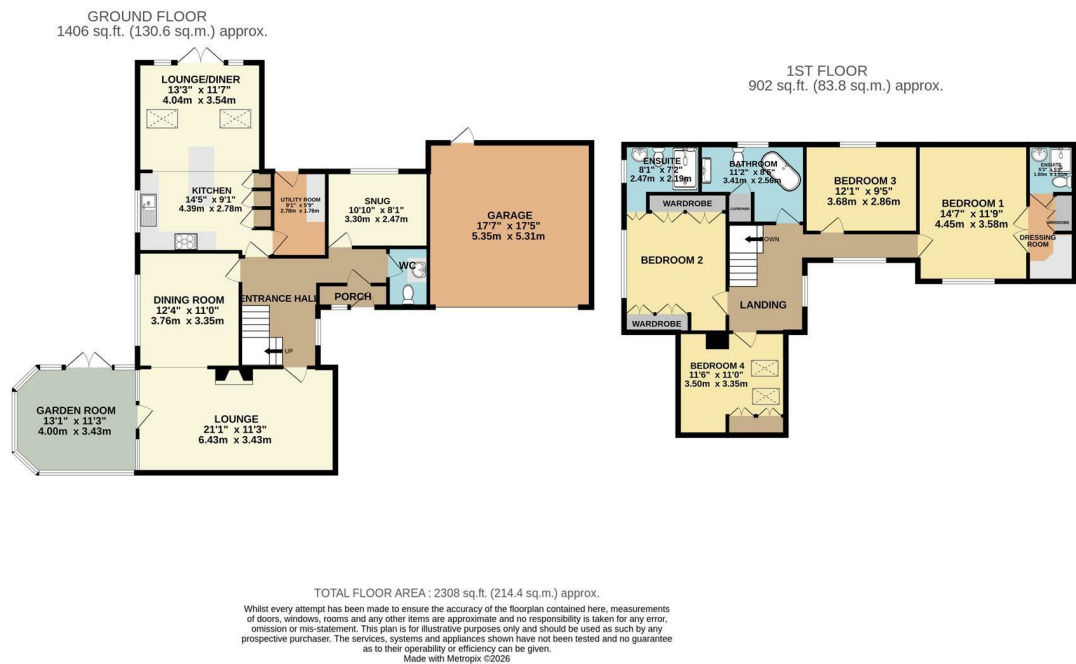 GROUND FLOOR
1406 sq.ft. (130.6 sq.m.) approx.
LOUNGE/DINER
13'3" x 11'7"
4.04m x 3.54m
KITCHEN
14'5" x 9'1"
4.39m x 2.78m
UTILITY ROOM
9'1" x 5'9"
2.78m x 1.76m
SNUG
10'10" x 8'1"
3.30m x 2.47m
GARAGE
17'7" x 17'5"
5.35m x 5.31m
WC
PORCH
ENTRANCE HALL
UP
DINING ROOM
12'4" x 11'0"
3.76m x 3.35m
GARDEN ROOM
13'1" x 11'3"
4.00m x 3.43m
LOUNGE
21'1" x 11'3"
6.43m x 3.43m
1ST FLOOR
902 sq.ft. (83.8 sq.m.) approx.
ENSUITE
8'1" x 7'2"
2.47m x 2.19m
BATHROOM
11'2" x 8'5"
3.41m x 2.56m
CUPBOARD
WARDROBE
BEDROOM 2
WARDROBE
BEDROOM 3
12'1" x 9'5"
3.68m x 2.86m
BEDROOM 1
14'7" x 11'9"
4.45m x 3.58m
ENSUITE
WARDROBE
DRESSING
ROOM
DOWN
LANDING
BEDROOM 4
11'6" x 11'0"
3.50m x 3.35m
TOTAL FLOOR AREA : 2308 sq.ft. (214.4 sq.m.) approx.
Whilst every attempt has been made to ensure the accuracy of the floorplan contained here, measurements
of doors, windows, rooms and any other items are approximate and no responsibility is taken for any error,
omission or mis-statement. This plan is for illustrative purposes only and should be used as such by any
prospective purchaser. The services, systems and appliances shown have not been tested and no guarantee
as to their operability or efficiency can be given.
Made with Metropix ©2026